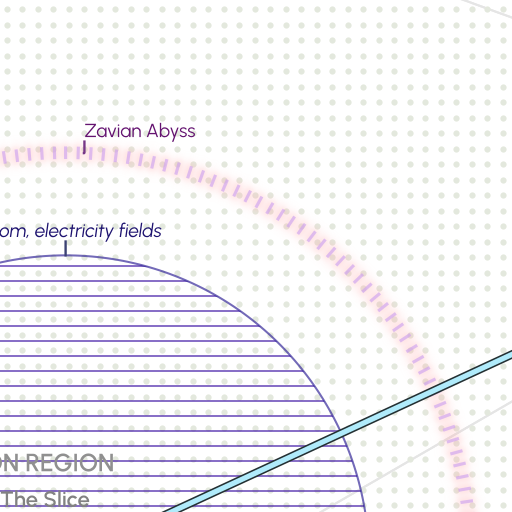 Zavian Abyss
om, electricity fields
ON REGION
The Slice